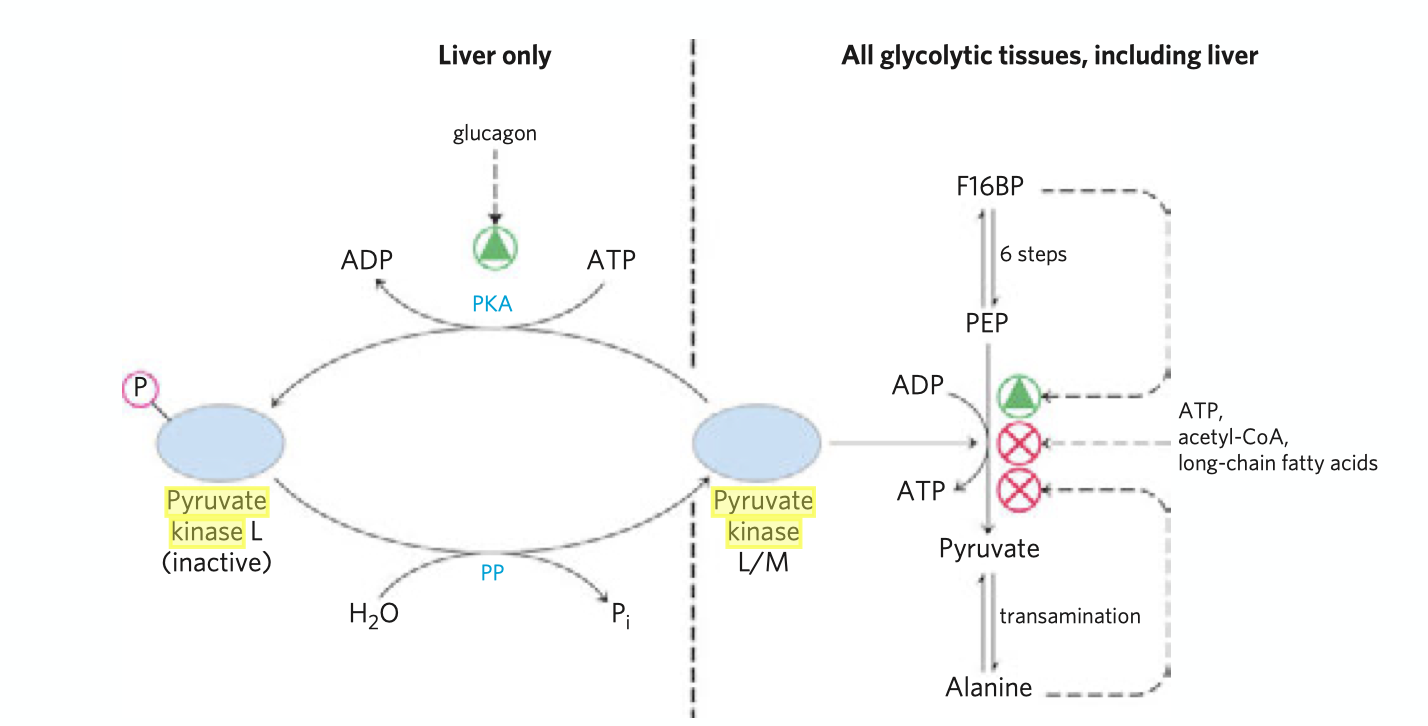 Liver only
All glycolytic tissues, including liver
glucagon
ADP
ATP
PKA
P
Pyruvate
kinase L
(inactive)
PP
H₂O
Pᵢ
Pyruvate
kinase
L/M
F16BP
6 steps
PEP
ADP
ATP
ATP,
acetyl-CoA,
long-chain fatty acids
Pyruvate
transamination
Alanine